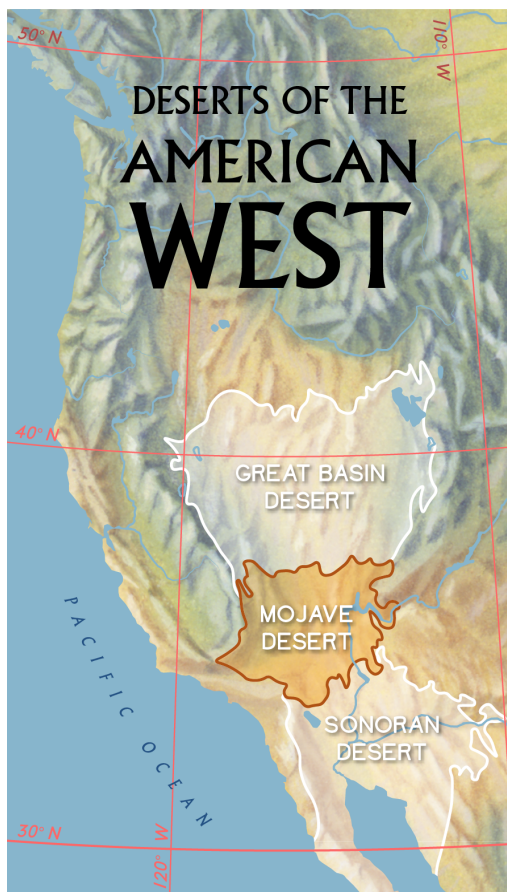 50° N
110° W
DESERTS OF THE
AMERICAN
WEST
40° N
GREAT BASIN
DESERT
MOJAVE
DESERT
PACIFIC OCEAN
SONORAN
DESERT
30° N
120° W